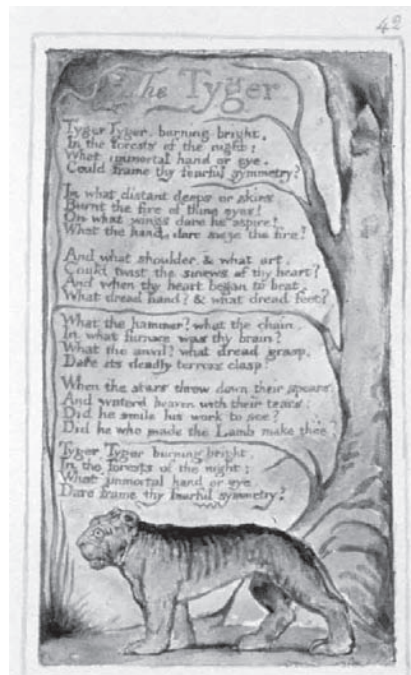 42
The Tyger
Tyger Tyger, burning bright,
In the forests of the night:
What immortal hand or eye,
Could frame thy fearful symmetry?
In what distant deeps or skies
Burnt the fire of thine eyes!
On what wings dare he aspire!
What the hand, dare sieze the fire?
And what shoulder, & what art,
Could twist the sinews of thy heart?
And when thy heart began to beat,
What dread hand? & what dread feet?
What the hammer? what the chain,
In what furnace was thy brain?
What the anvil? what dread grasp,
Dare its deadly terrors clasp!
When the stars threw down their spears
And water'd heaven with their tears:
Did he smile his work to see?
Did he who made the Lamb make thee?
Tyger Tyger burning bright,
In the forests of the night:
What immortal hand or eye,
Dare frame thy fearful symmetry?